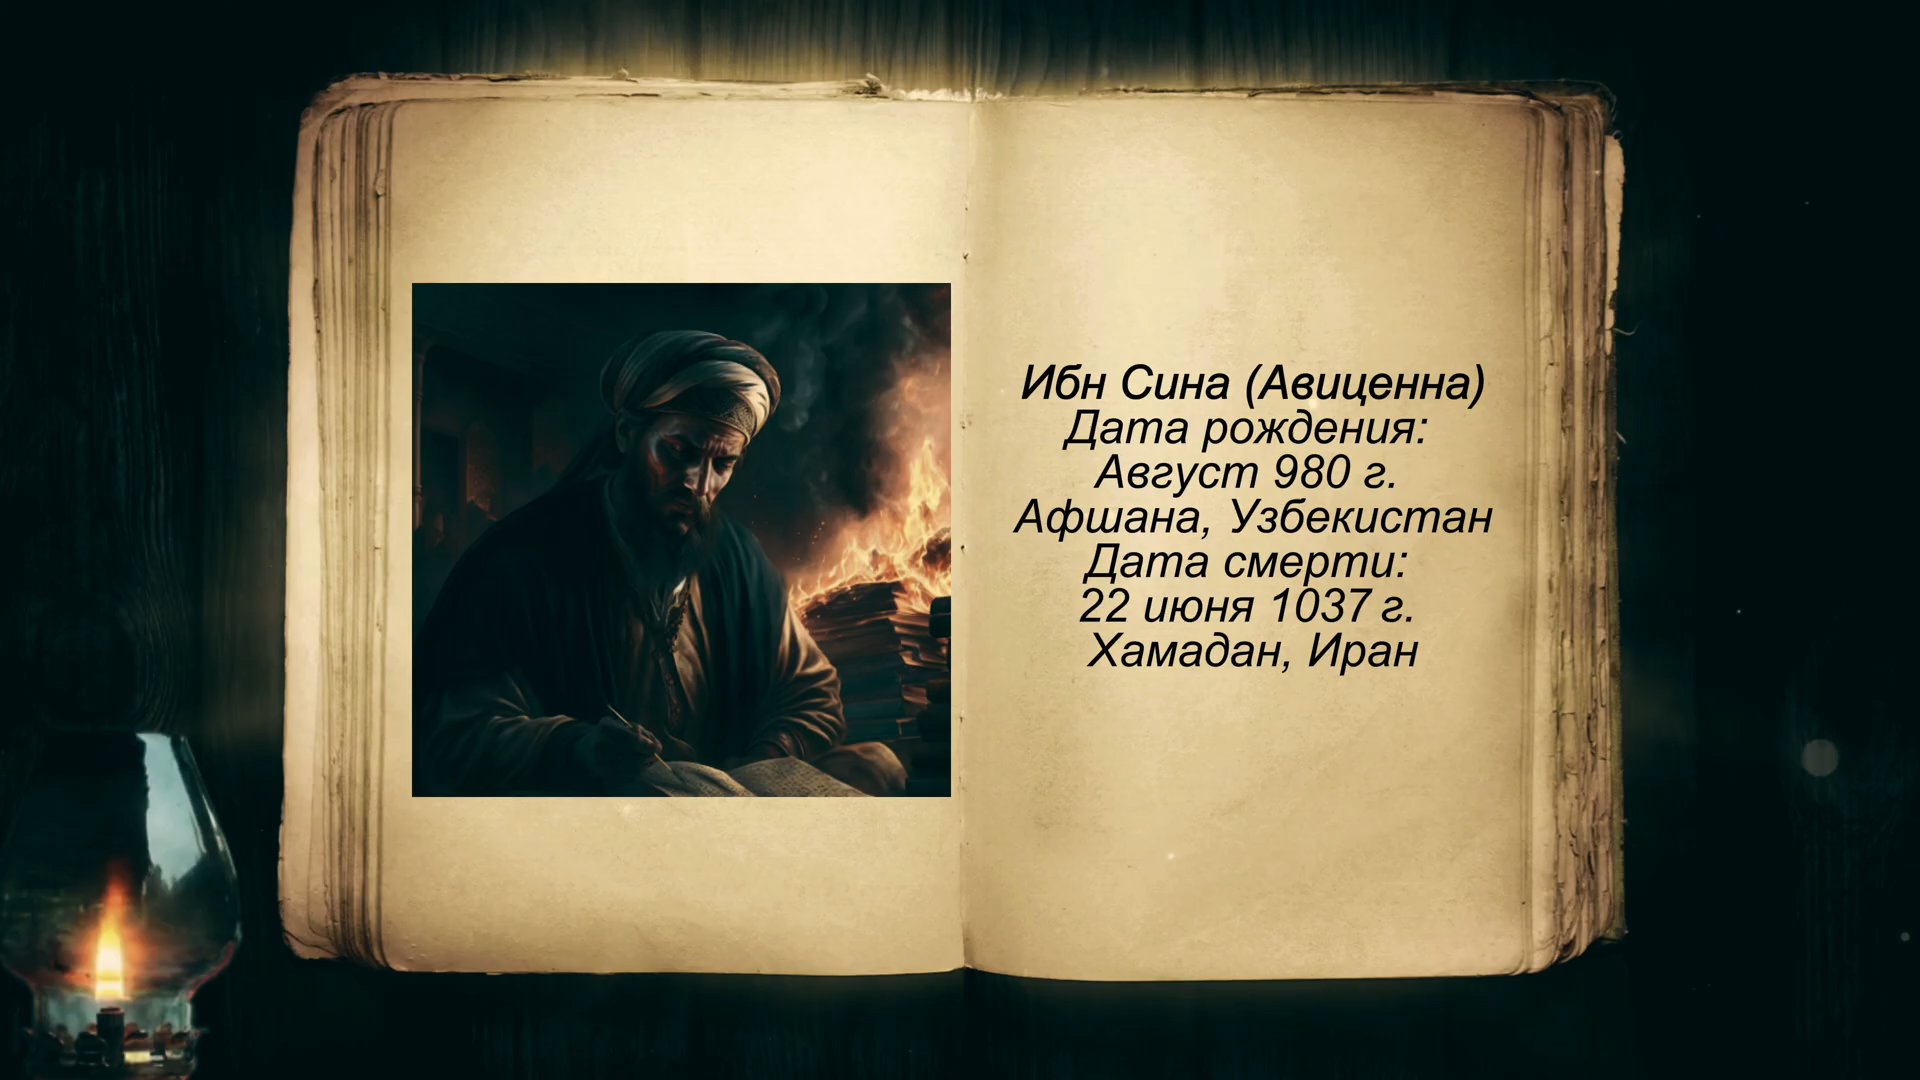 Ибн Сина (Авиценна)
Дата рождения:
Август 980 г.
Афшана, Узбекистан
Дата смерти:
22 июня 1037 г.
Хамадан, Иран